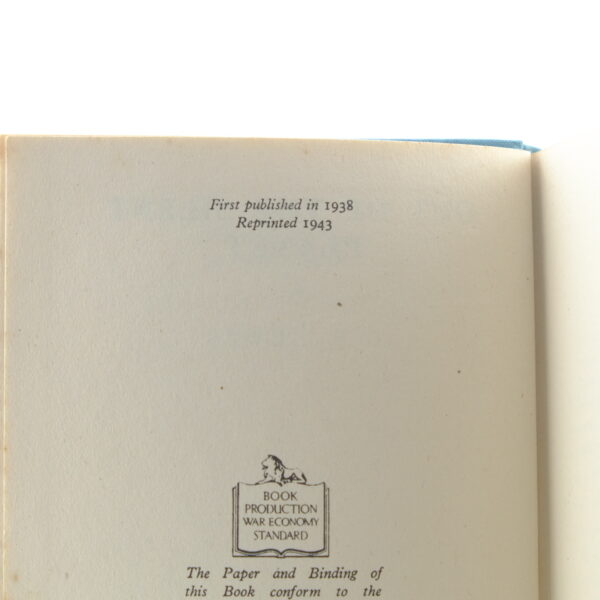 First published in 1938
Reprinted 1943
BOOK
PRODUCTION
WAR ECONOMY
STANDARD
The Paper and Binding of
this Book conform to the